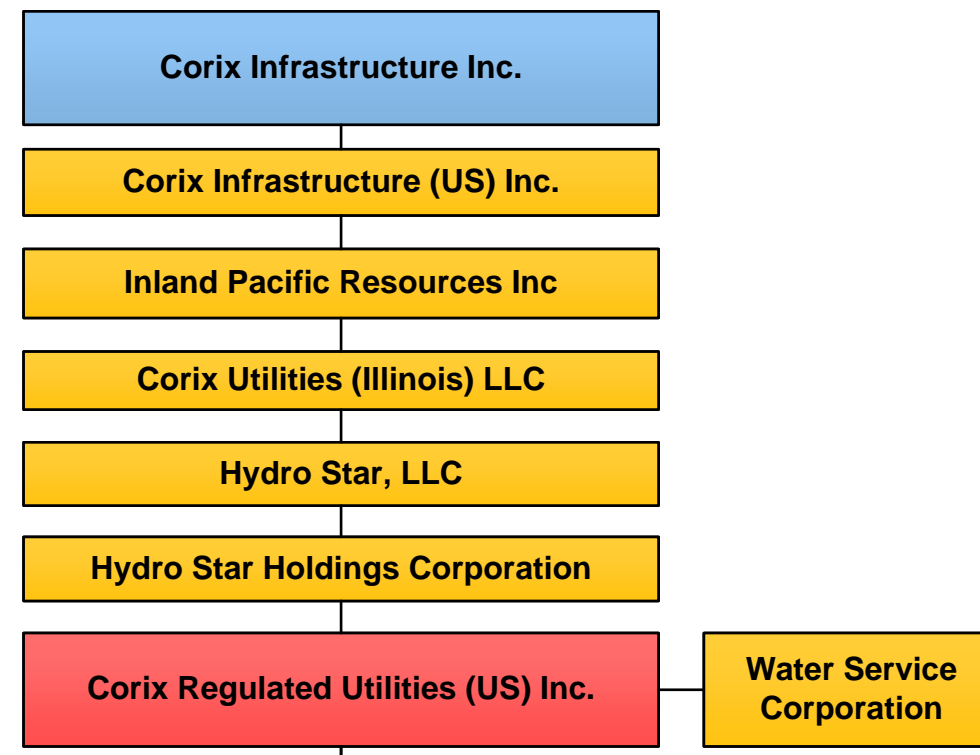 Corix Infrastructure Inc.
Corix Infrastructure (US) Inc.
Inland Pacific Resources Inc
Corix Utilities (Illinois) LLC
Hydro Star, LLC
Hydro Star Holdings Corporation
Corix Regulated Utilities (US) Inc.
Water Service
Corporation